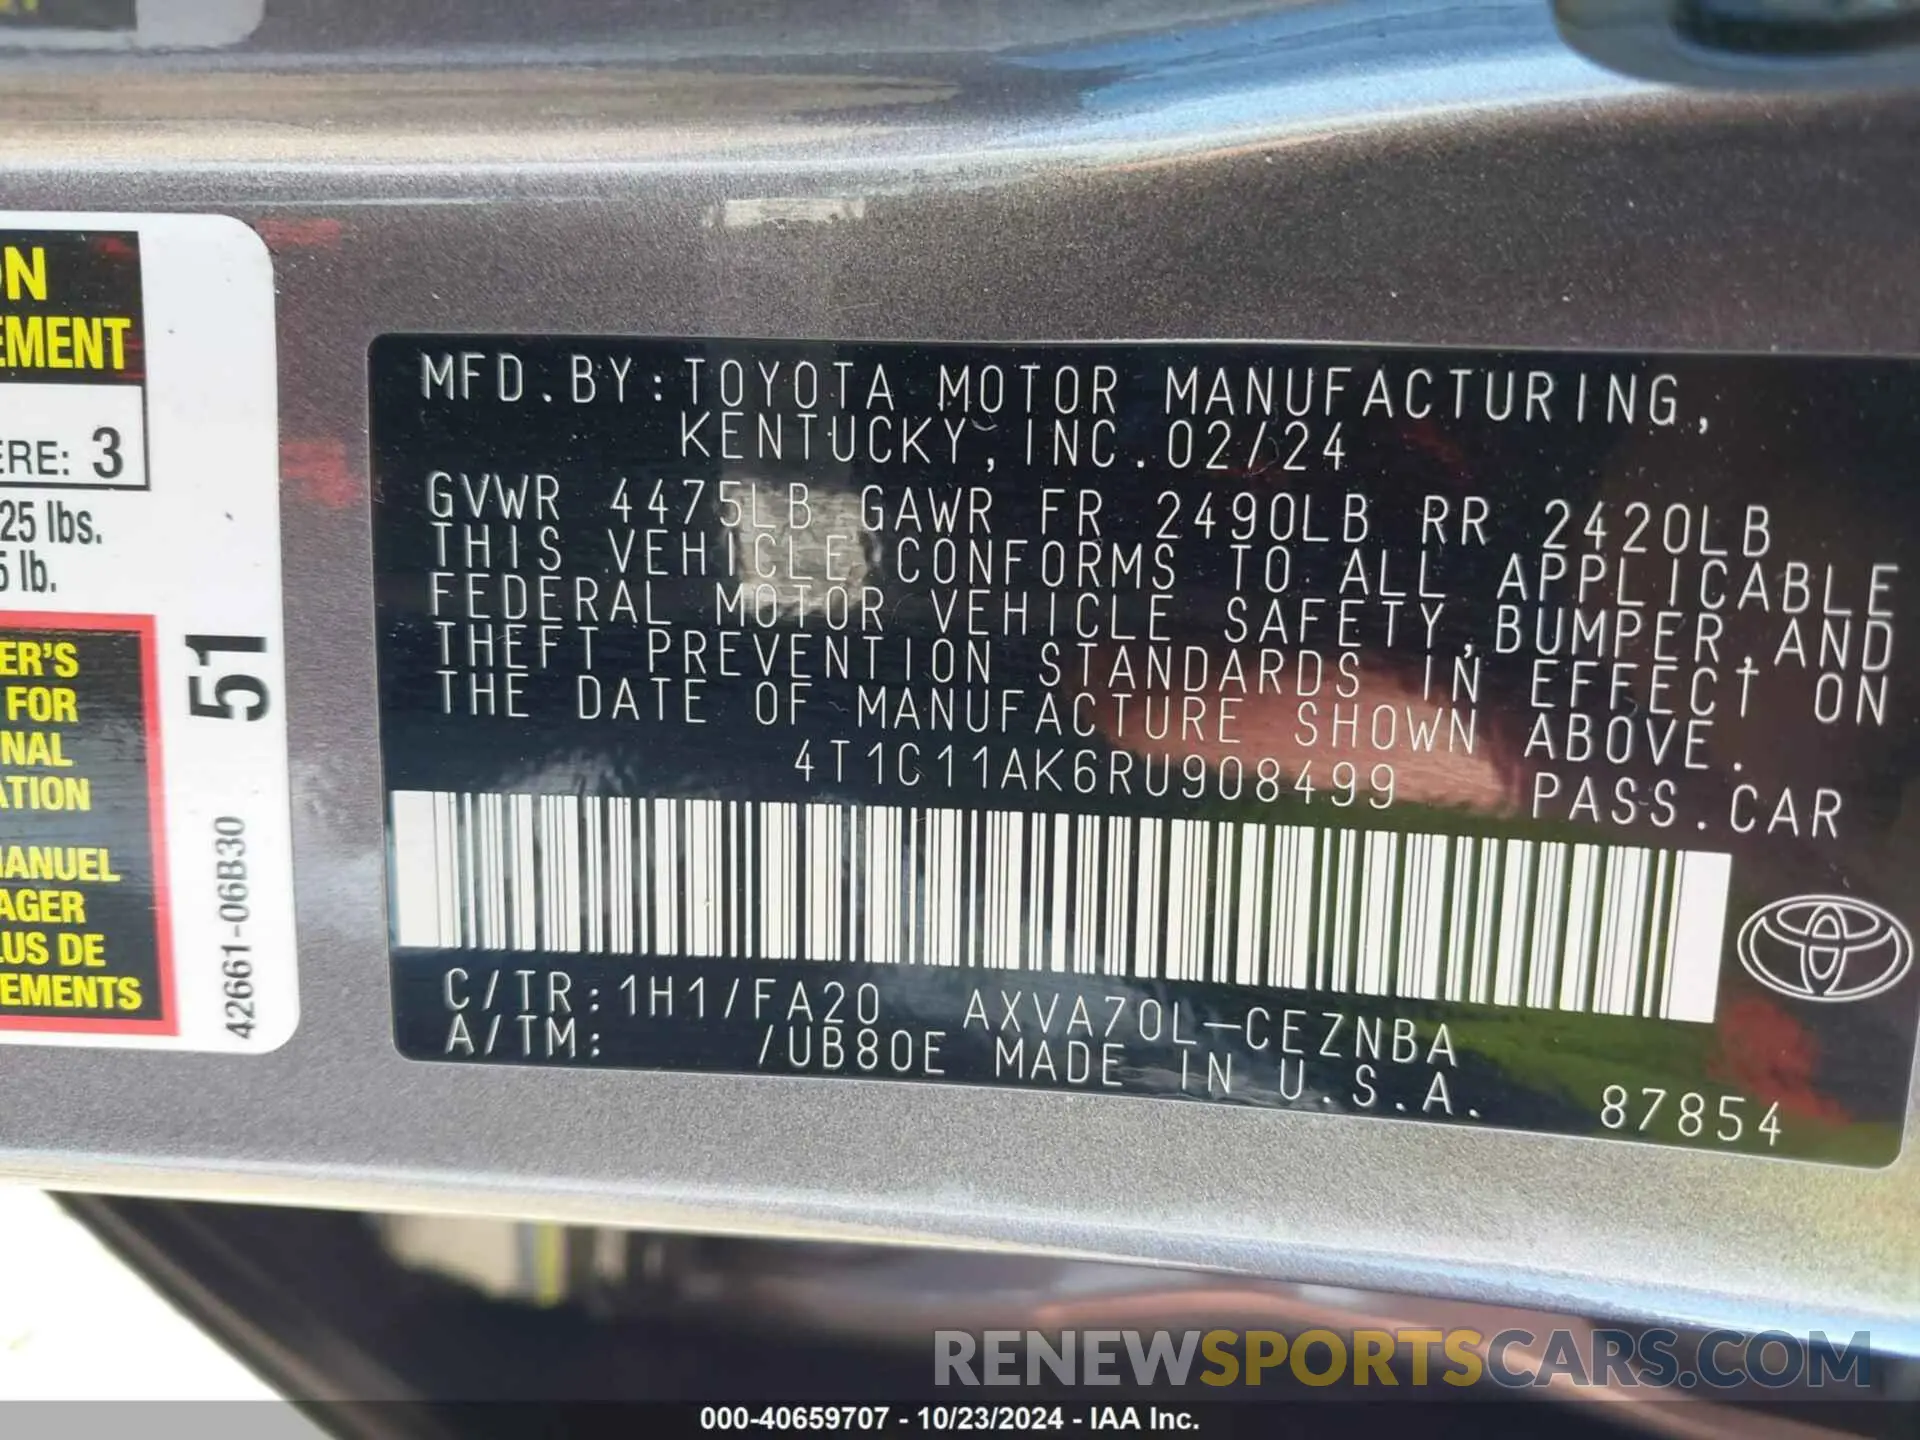 EMENT
ERE: 3
25 lbs.
5 lb.
ER'S
FOR
NAL
ATION
MANUEL
AGER
LUS DE
EMENTS
51
42661-06B30
MFD.BY:TOYOTA MOTOR MANUFACTURING,
KENTUCKY,INC.02/24
GVWR 4475LB GAWR FR 2490LB RR 2420LB
THIS VEHICLE CONFORMS TO ALL APPLICABLE
FEDERAL MOTOR VEHICLE SAFETY,BUMPER,AND
THEFT PREVENTION STANDARDS IN EFFECT ON
THE DATE OF MANUFACTURE SHOWN ABOVE.
4T1C11AK6RU908499 PASS.CAR
C/TR:1H1/FA20 AXVA70L-CEZNBA
A/TM: /UB80E MADE IN U.S.A.
87854
RENEWSPORTSCARS.COM
000-40659707 - 10/23/2024 - IAA Inc.